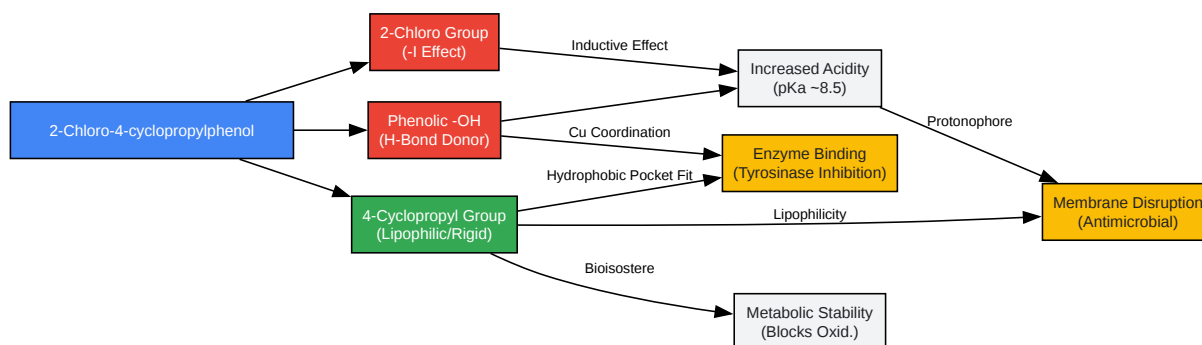 2-Chloro-4-cyclopropylphenol
2-Chloro Group
(-I Effect)
Phenolic -OH
(H-Bond Donor)
4-Cyclopropyl Group
(Lipophilic/Rigid)
Inductive Effect
Cu Coordination
Hydrophobic Pocket Fit
Lipophilicity
Bioisostere
Increased Acidity
(pKa ~8.5)
Enzyme Binding
(Tyrosinase Inhibition)
Metabolic Stability
(Blocks Oxid.)
Protonophore
Membrane Disruption
(Antimicrobial)